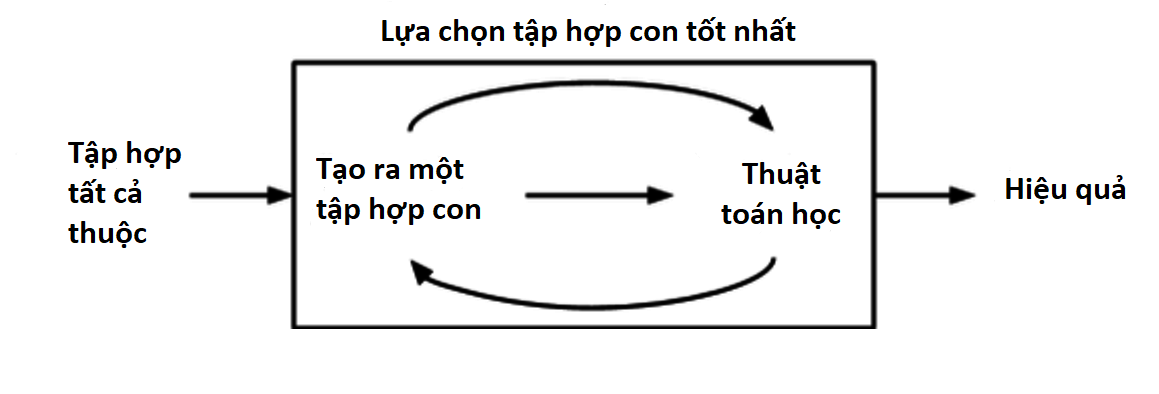 Lựa chọn tập hợp con tốt nhất
Tập hợp
tất cả
thuộc
Tạo ra một
tập hợp con
Thuật
toán học
Hiệu quả